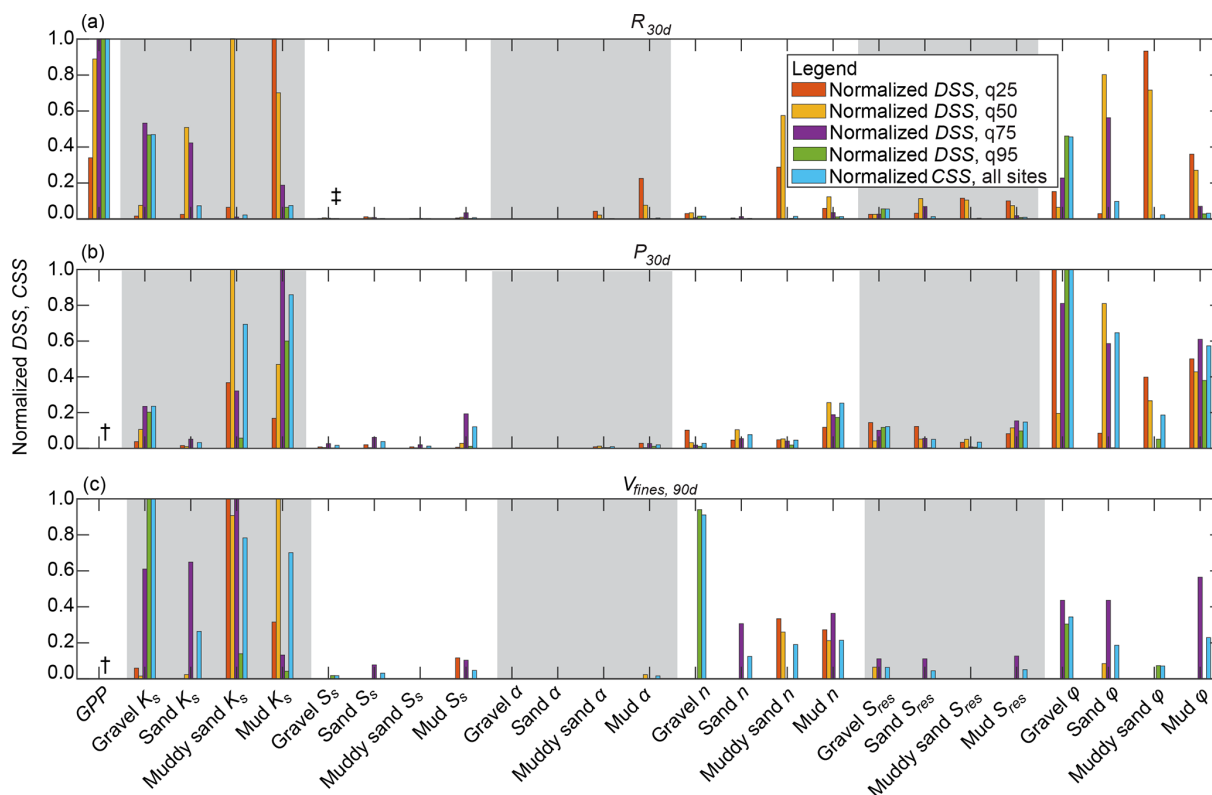 (a) R30d
1.0
0.8
0.6
0.4
0.2
0.0
‡
Legend
Normalized DSS, q25
Normalized DSS, q50
Normalized DSS, q75
Normalized DSS, q95
Normalized CSS, all sites
(b) P30d
1.0
0.8
0.6
0.4
0.2
0.0
†
Normalized DSS, CSS
(c) Vfines, 90d
1.0
0.8
0.6
0.4
0.2
0.0
†
GPP
Gravel Ks
Sand Ks
Muddy sand Ks
Mud Ks
Gravel Ss
Sand Ss
Muddy sand Ss
Mud Ss
Gravel α
Sand α
Muddy sand α
Mud α
Gravel n
Sand n
Muddy sand n
Mud n
Gravel Sres
Sand Sres
Muddy sand Sres
Mud Sres
Gravel φ
Sand φ
Muddy sand φ
Mud φ